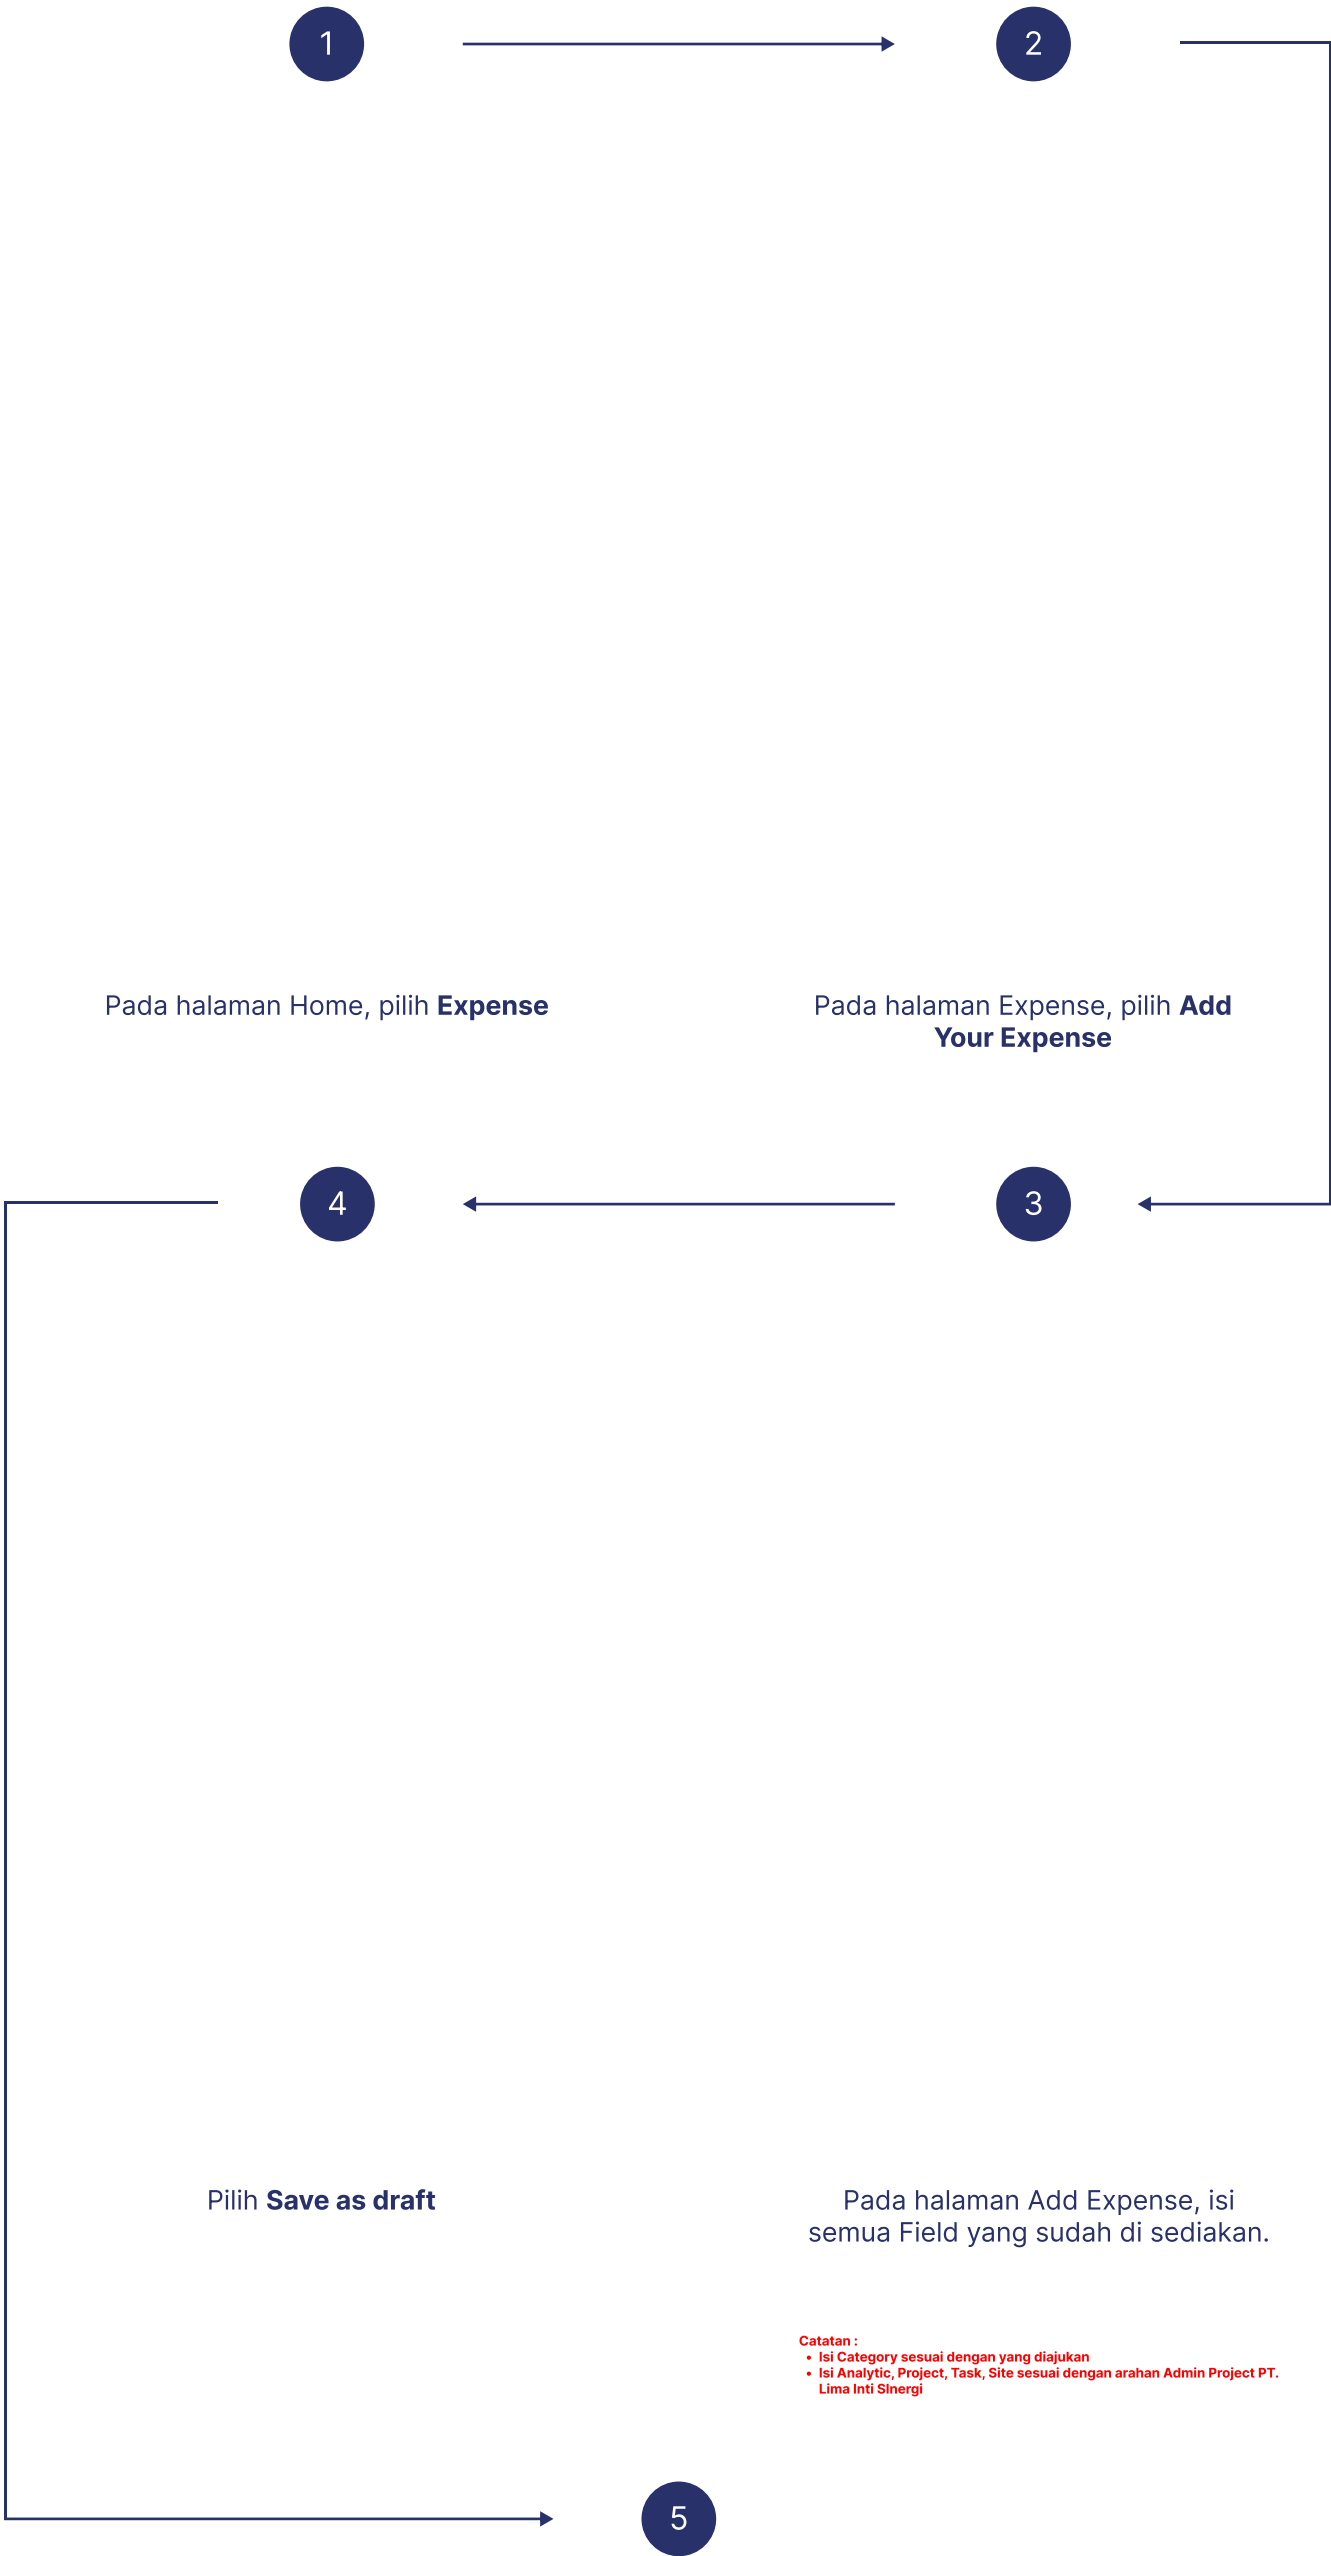 1
2
Pada halaman Home, pilih Expense
Pada halaman Expense, pilih Add
Your Expense
3
4
Pada halaman Add Expense, isi
semua Field yang sudah di sediakan.
Catatan :
• Isi Category sesuai dengan yang diajukan
• Isi Analytic, Project, Task, Site sesuai dengan arahan Admin Project PT.
Lima Inti SInergi
Pilih Save as draft
5